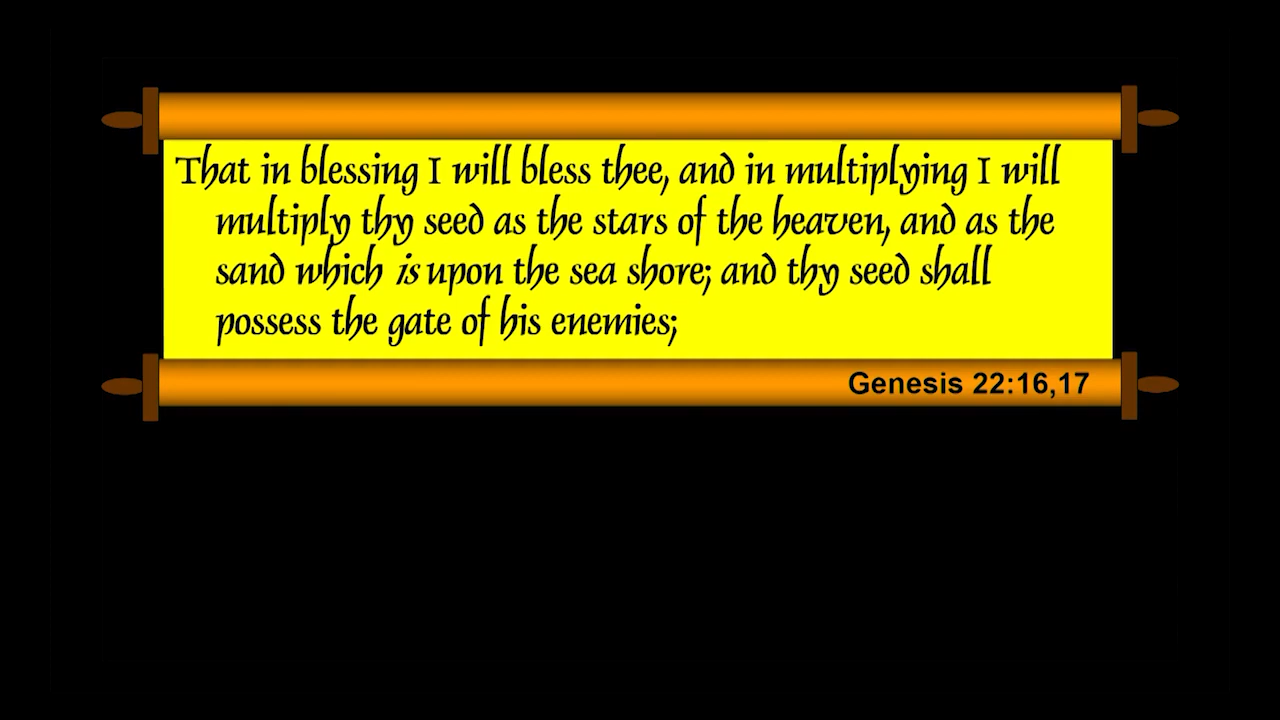 That in blessing I will bless thee, and in multiplying I will
multiply thy seed as the stars of the heaven, and as the
sand which is upon the sea shore; and thy seed shall
possess the gate of his enemies;
Genesis 22:16,17